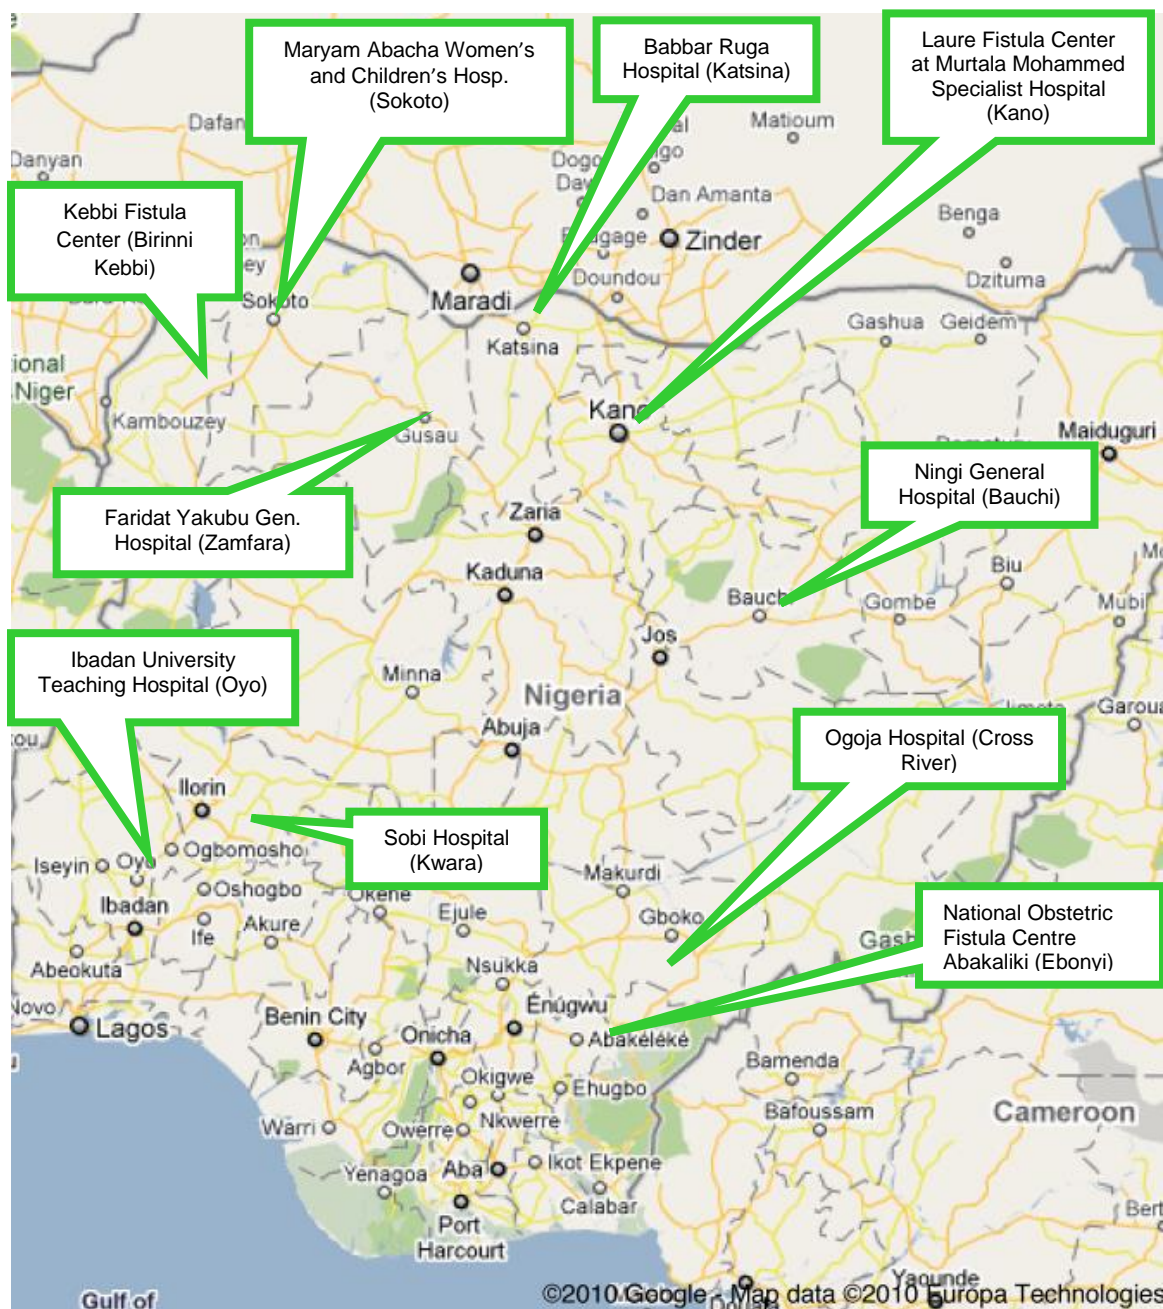 Maryam Abacha Women's
and Children's Hosp.
(Sokoto)
Babbar Ruga
Hospital (Katsina)
Laure Fistula Center
at Murtala Mohammed
Specialist Hospital
(Kano)
Matioum
Danyan
Dan Amanta
Kebbi Fistula
Center (Birinni
Kebbi)
Benga
Zinder
Doundou
Dzituma
Maradi
Sokoto
Gashua
Geidem
Katsina
Niger
Kambouzey
Gusau
Maiduguri
Ningi General
Hospital (Bauchi)
Faridat Yakubu Gen.
Hospital (Zamfara)
Zaria
Kaduna
Biu
Bauchi
Gombe
Mubi
Jos
Ibadan University
Teaching Hospital (Oyo)
Minna
Nigeria
Garoua
Abuja
Ogoja Hospital (Cross
River)
Ilorin
Sobi Hospital
(Kwara)
Ogbomosho
Iseyin
Oyo
Makurdi
Oshogbo
Okene
Ibadan
Ife
Akure
Ejule
Gboko
National Obstetric
Fistula Centre
Abakaliki (Ebonyi)
Abeokuta
Nsukka
Novo
Lagos
Benin City
Onicha
Énúgwu
Abakéléké
Agbor
Bamenda
Okigwe
Ehugbo
Bafoussam
Cameroon
Warri
Owerre
Nkwerre
Aba
Ikot Ekpene
Yenagoa
Calabar
Port
Harcourt
Yaounde
Gulf of
©2010 Google - Map data ©2010 Europa Technologies